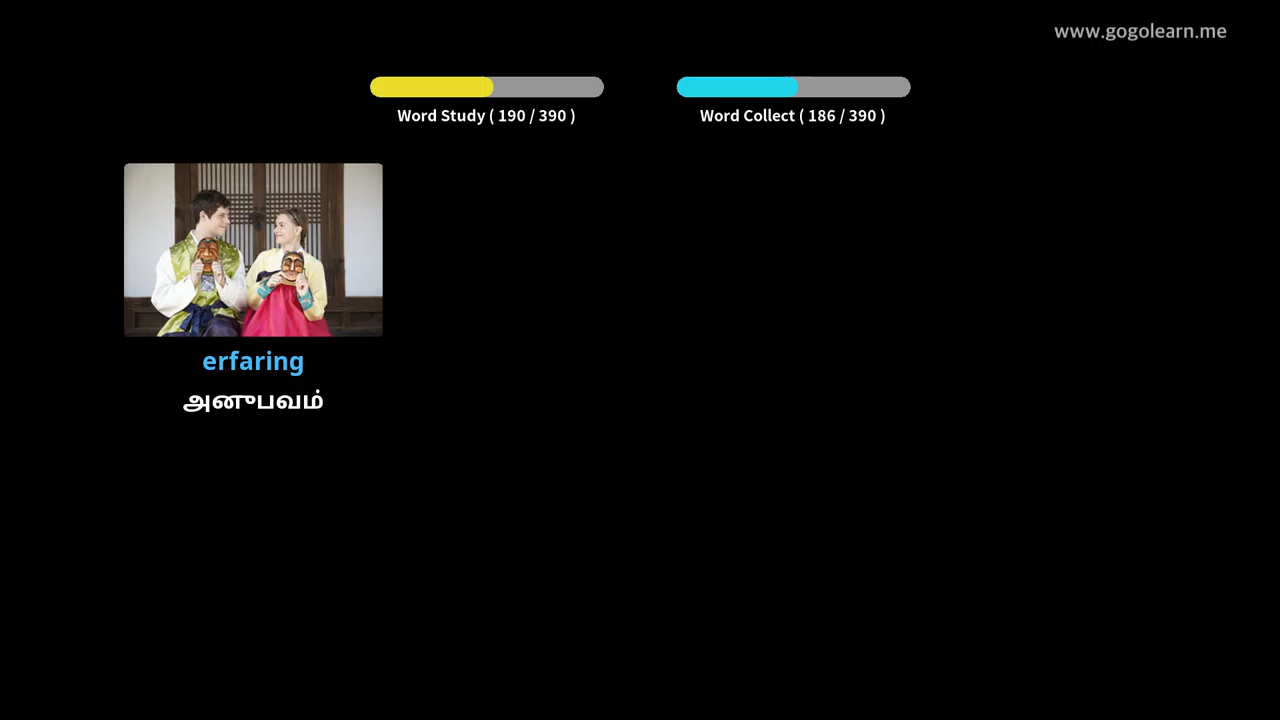 www.gogolearn.me
Word Study ( 190 / 390 )
Word Collect ( 186 / 390 )
erfaring
அனுபவம்